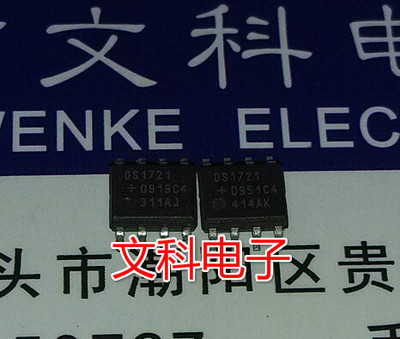 文科电
WENKE ELEC
DS1721
+0919C4
311AJ
DS1721
+0951C4
414AK
文科电子
头市潮阳区贵